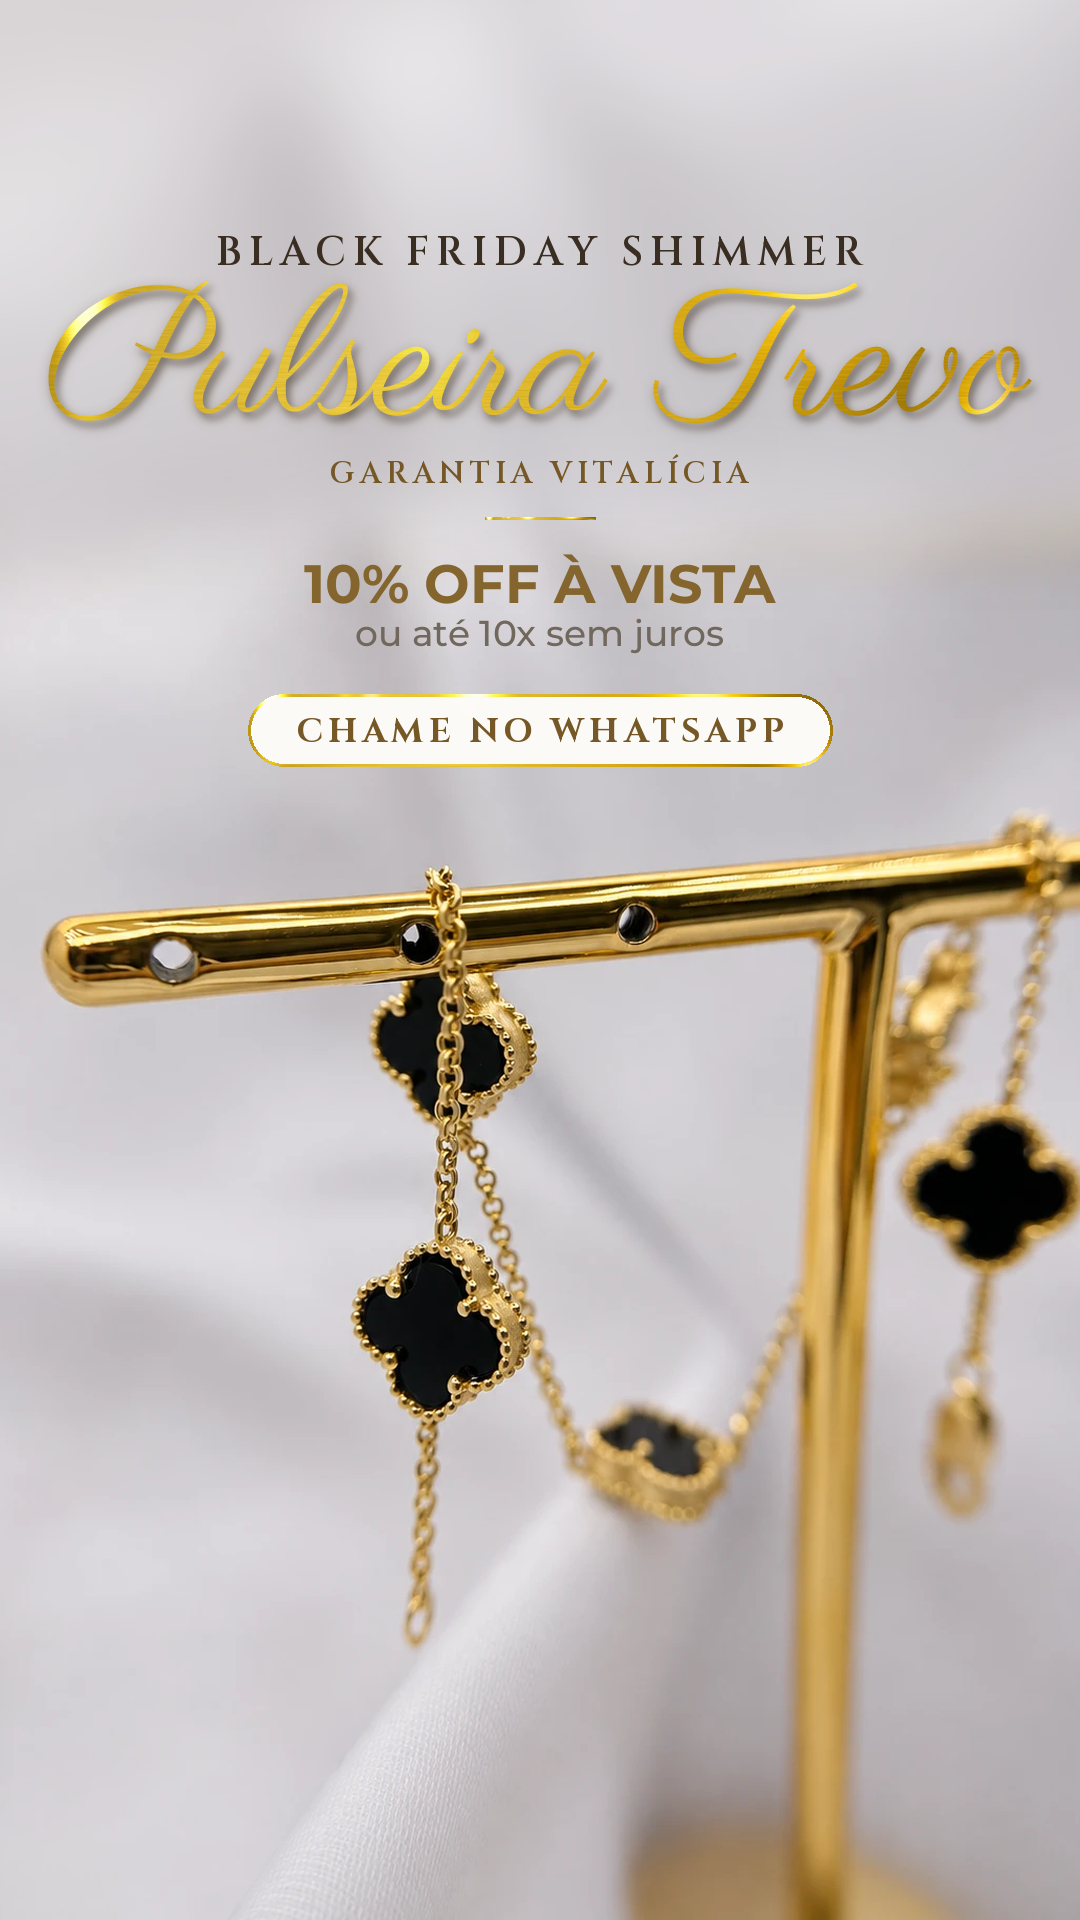 BLACK FRIDAY SHIMMER
Pulseira Trevo
GARANTIA VITALÍCIA
10% OFF À VISTA
ou até 10x sem juros
CHAME NO WHATSAPP